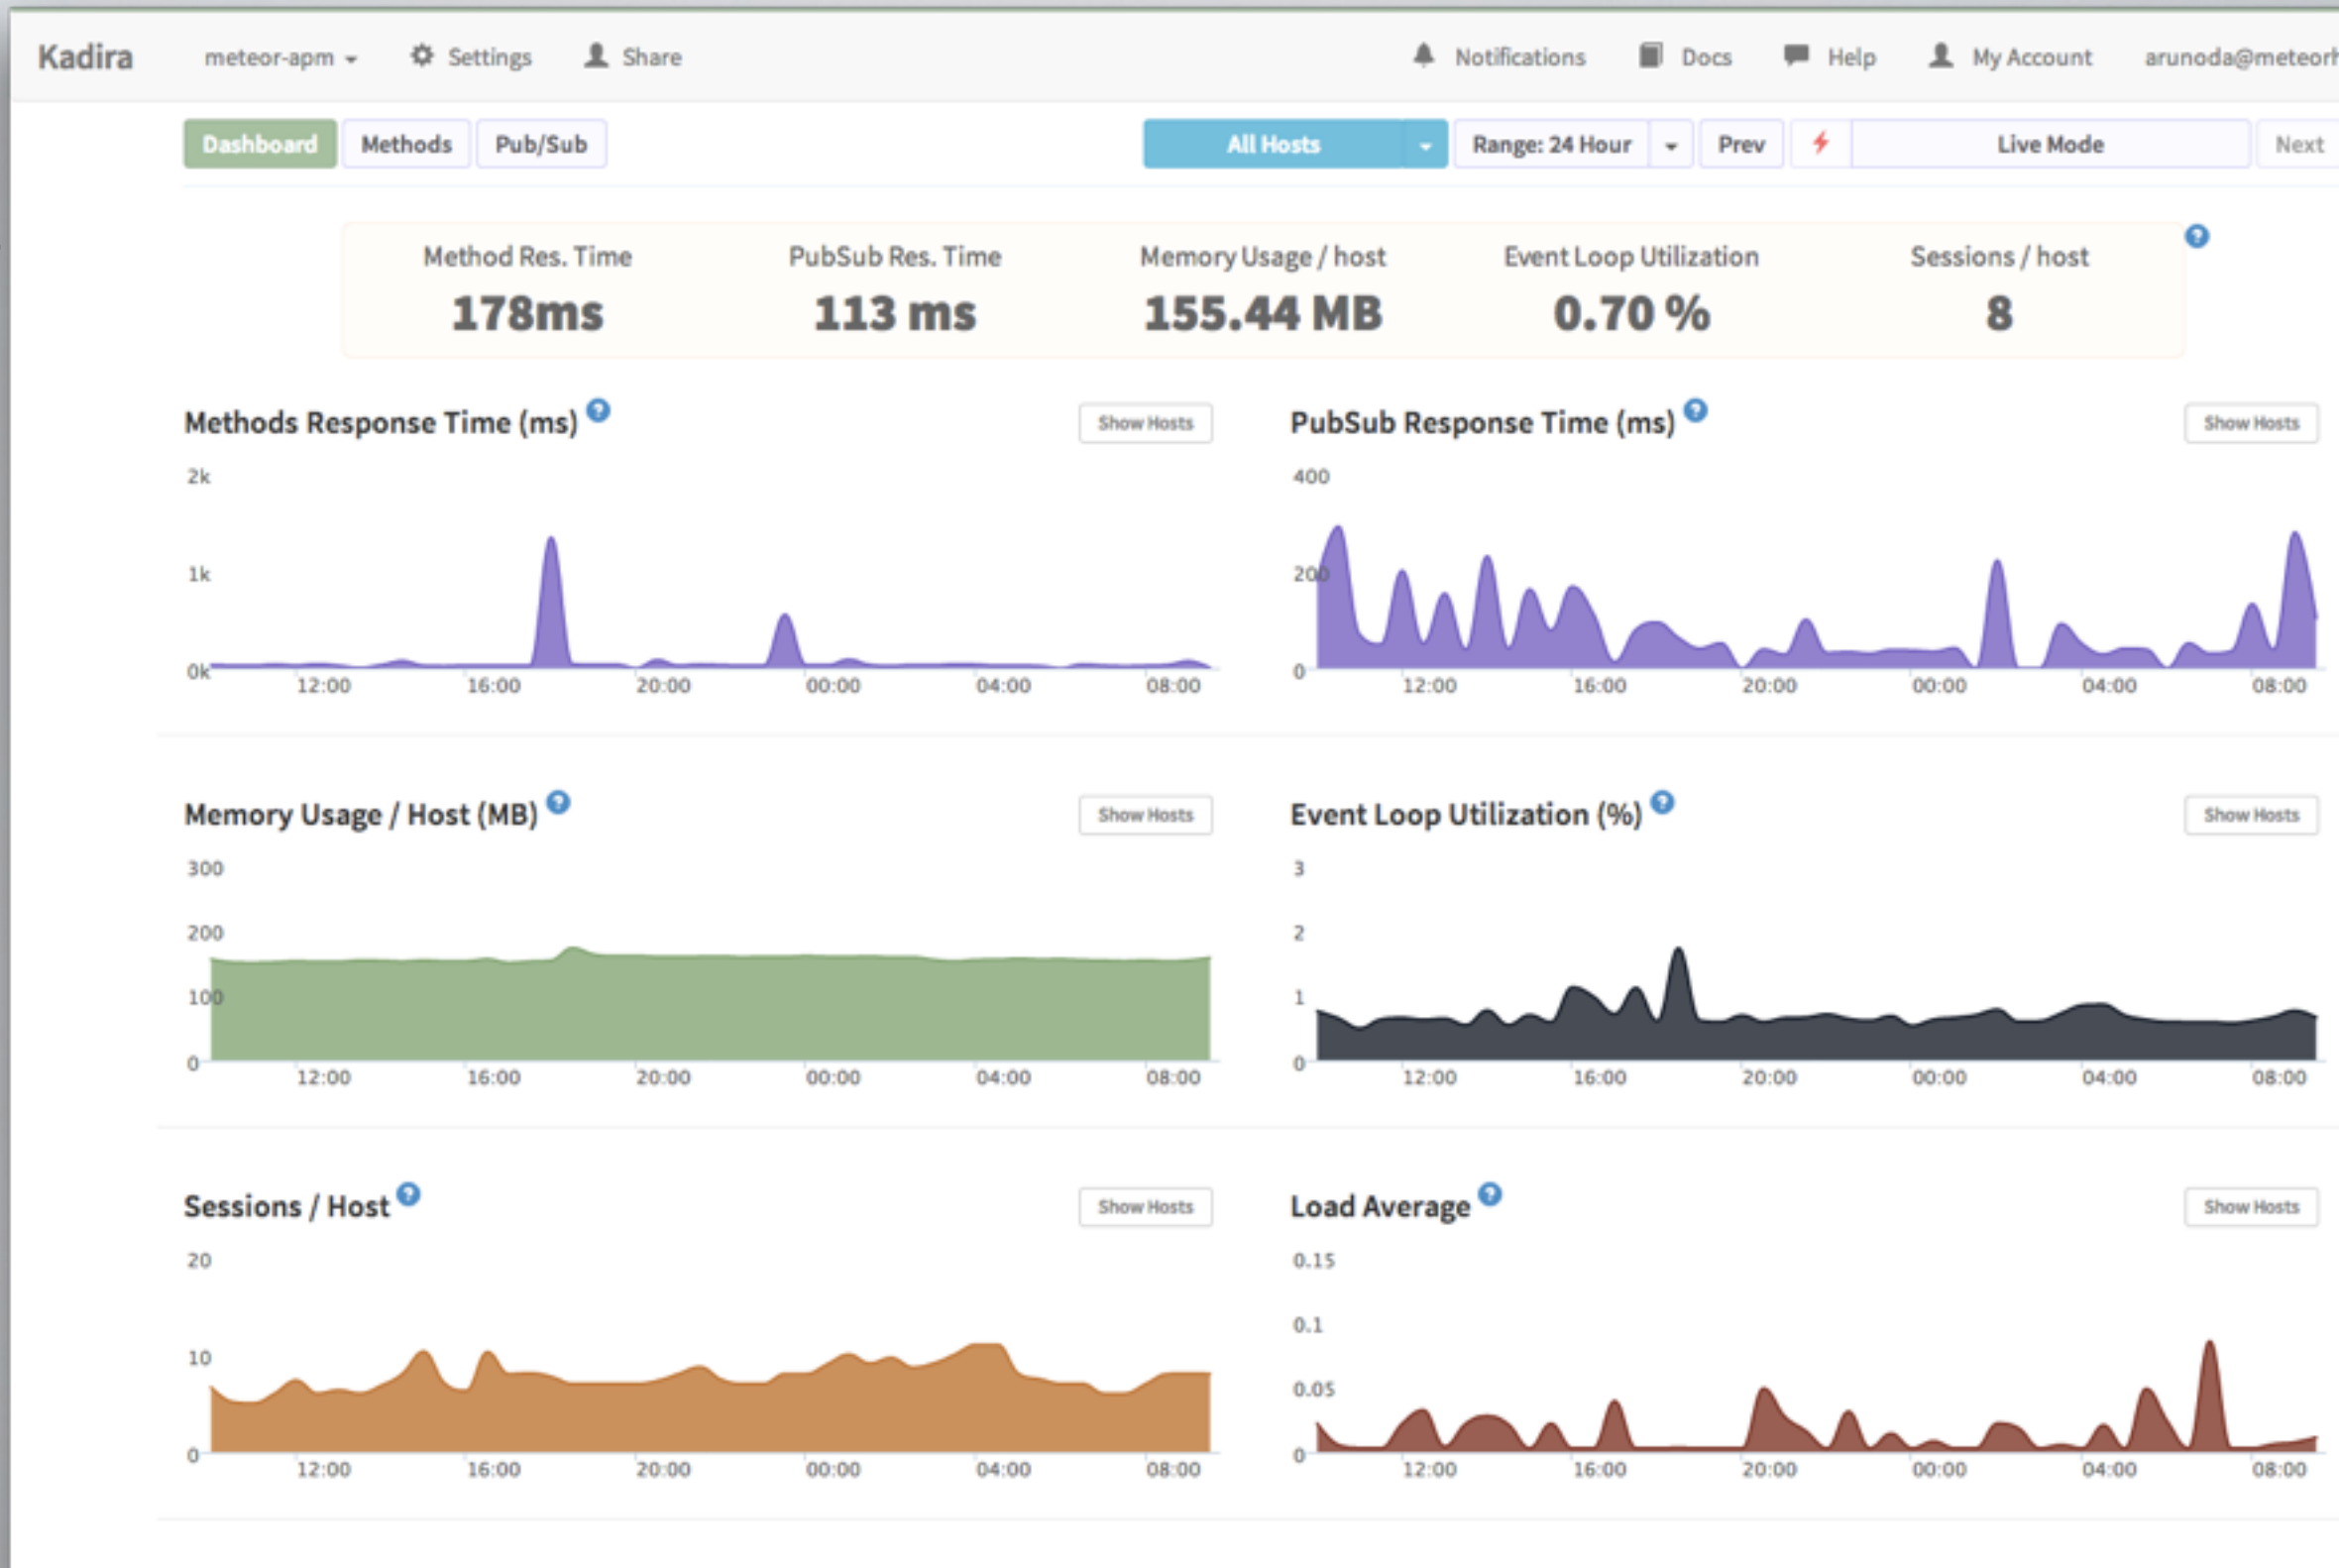 Kadira meteor-apm Settings Share Notifications Docs Help My Account arunoda@meteorh
Dashboard Methods Pub/Sub All Hosts Range: 24 Hour Prev Live Mode Next
Method Res. Time PubSub Res. Time Memory Usage / host Event Loop Utilization Sessions / host
178ms 113 ms 155.44 MB 0.70 % 8
Methods Response Time (ms) Show Hosts
2k
1k
0k
12:00 16:00 20:00 00:00 04:00 08:00
PubSub Response Time (ms) Show Hosts
400
200
0
12:00 16:00 20:00 00:00 04:00 08:00
Memory Usage / Host (MB) Show Hosts
300
200
100
0
12:00 16:00 20:00 00:00 04:00 08:00
Event Loop Utilization (%) Show Hosts
3
2
1
0
12:00 16:00 20:00 00:00 04:00 08:00
Sessions / Host Show Hosts
20
10
0
12:00 16:00 20:00 00:00 04:00 08:00
Load Average Show Hosts
0.15
0.1
0.05
0
12:00 16:00 20:00 00:00 04:00 08:00